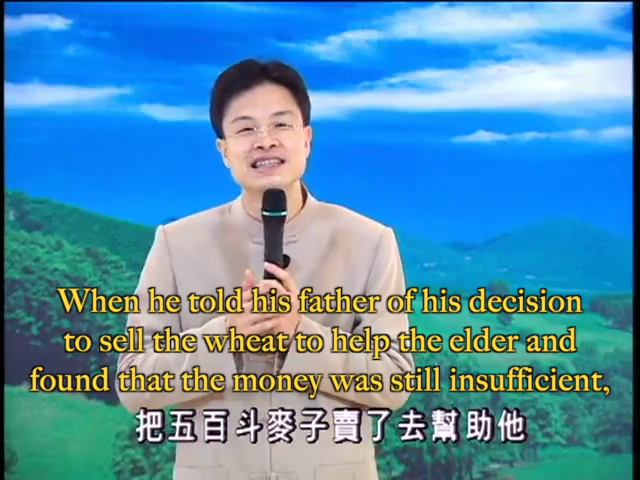 When he told his father of his decision
to sell the wheat to help the elder and
found that the money was still insufficient,
把五百斗麥子賣了去幫助他